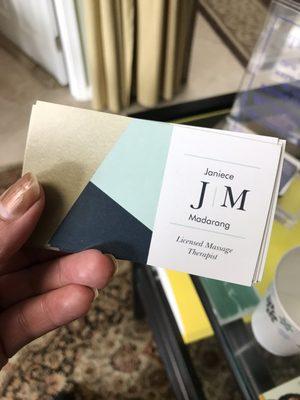 Janiece
J|M
Madarang
Licensed Massage
Therapist